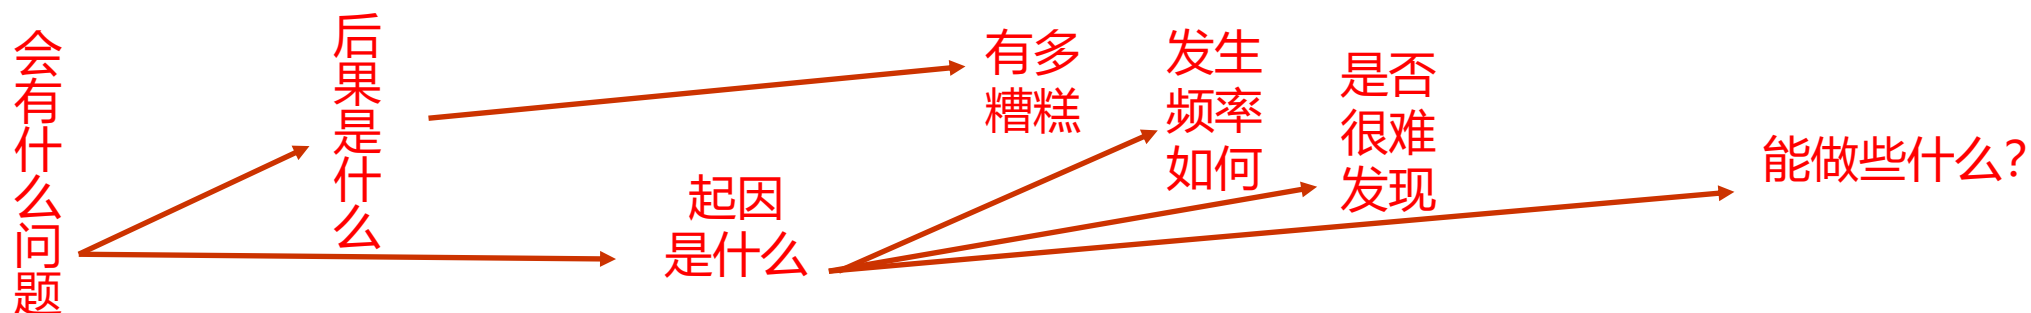 会有什么问题
后果是什么
起因
是什么
有多
糟糕
发生
频率
如何
是否
很难
发现
能做些什么?